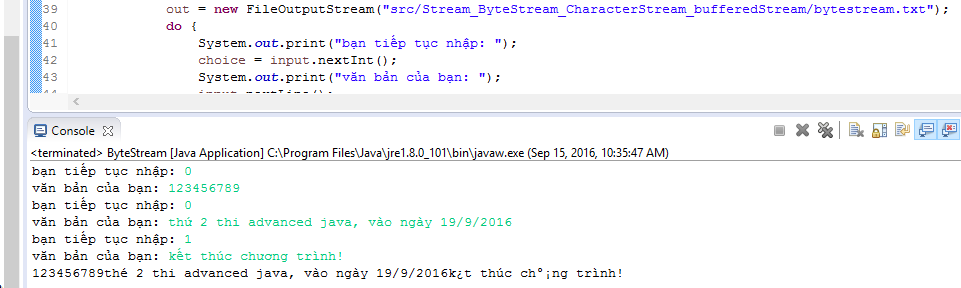 39 out = new FileOutputStream("src/Stream_ByteStream_CharacterStream_bufferedStream/bytestream.txt");
40 do {
41 System.out.print("bạn tiếp tục nhập: ");
42 choice = input.nextInt();
43 System.out.print("văn bản của bạn: ");
44 input.nextLine();
Console
<terminated> ByteStream [Java Application] C:\Program Files\Java\jre1.8.0_101\bin\javaw.exe (Sep 15, 2016, 10:35:47 AM)
bạn tiếp tục nhập: 0
văn bản của bạn: 123456789
bạn tiếp tục nhập: 0
văn bản của bạn: thứ 2 thi advanced java, vào ngày 19/9/2016
bạn tiếp tục nhập: 1
văn bản của bạn: kết thúc chương trình!
123456789thé 2 thi advanced java, vào ngày 19/9/2016k¿t thúc ch°¡ng trình!